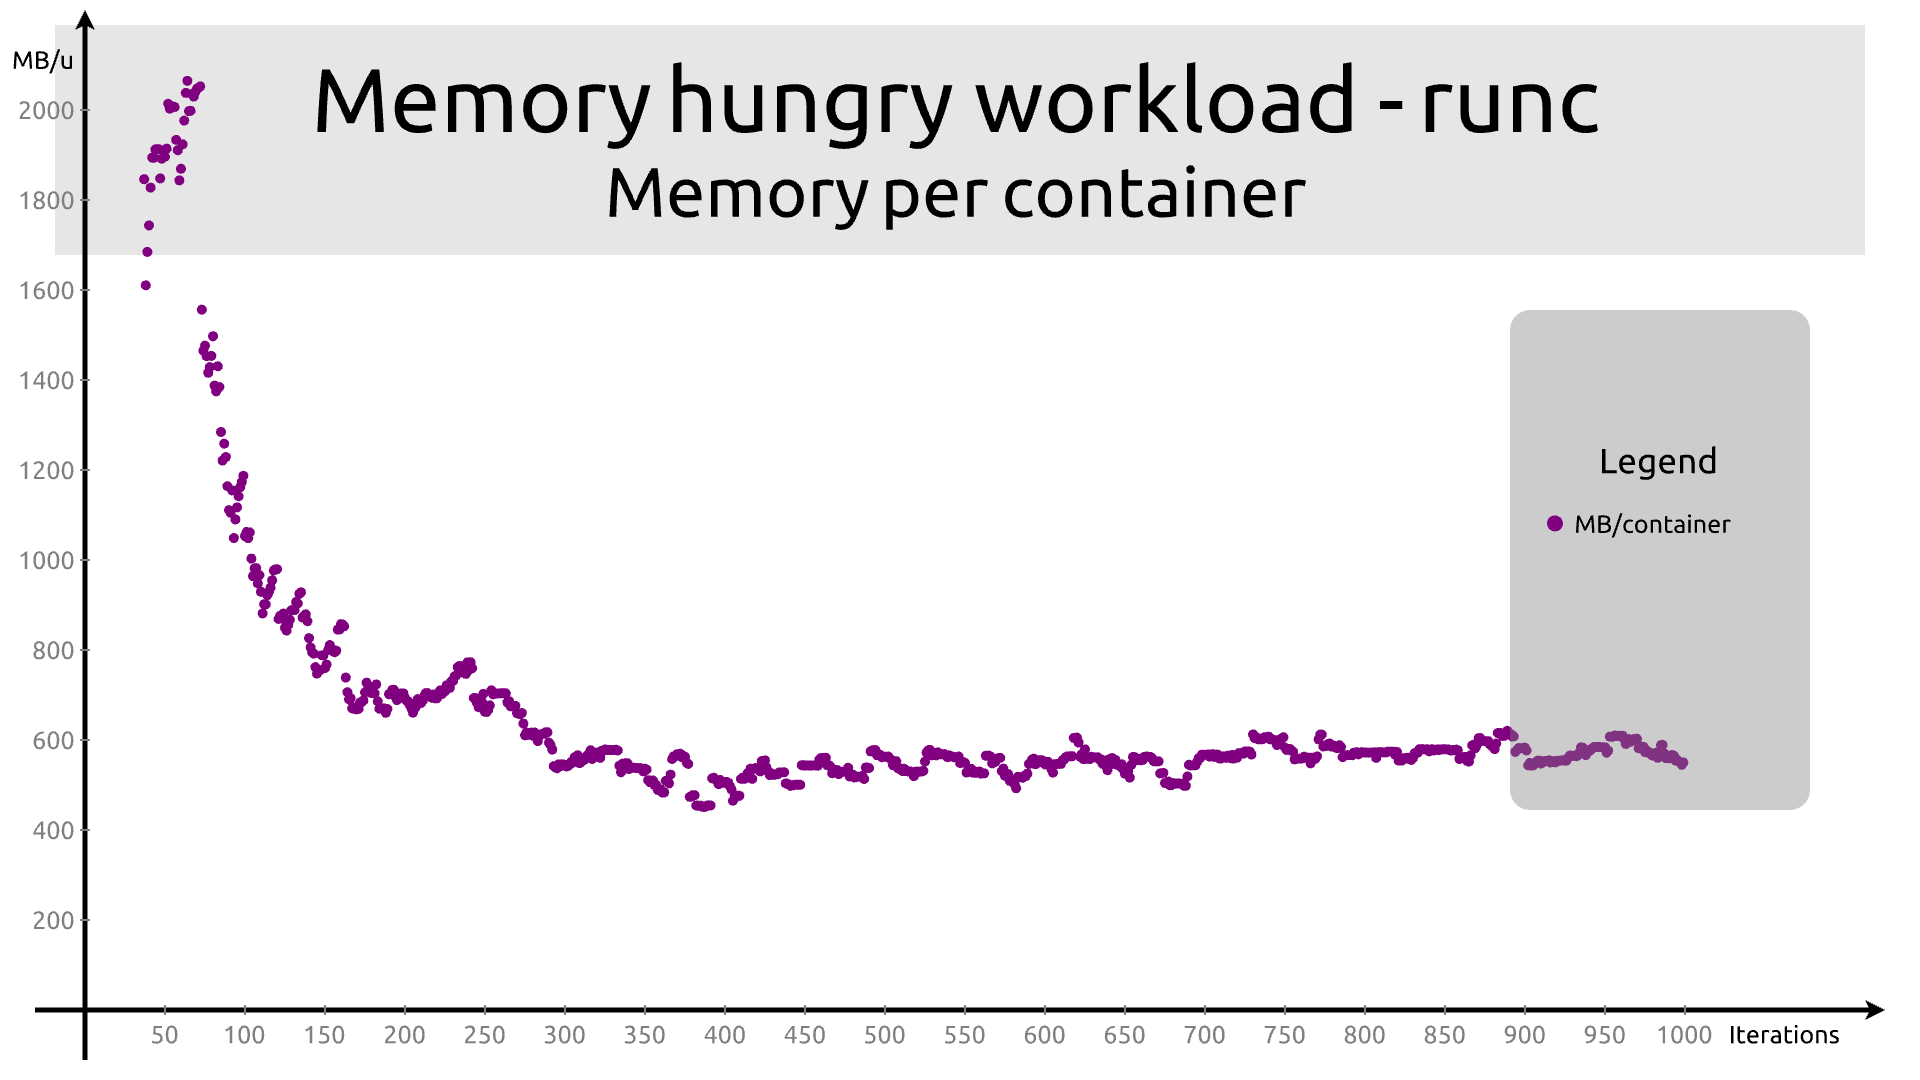 Memory hungry workload - runc
Memory per container
MB/u
2000
1800
1600
1400
1200
1000
800
600
400
200
Legend
MB/container
50 100 150 200 250 300 350 400 450 500 550 600 650 700 750 800 850 900 950 1000 Iterations